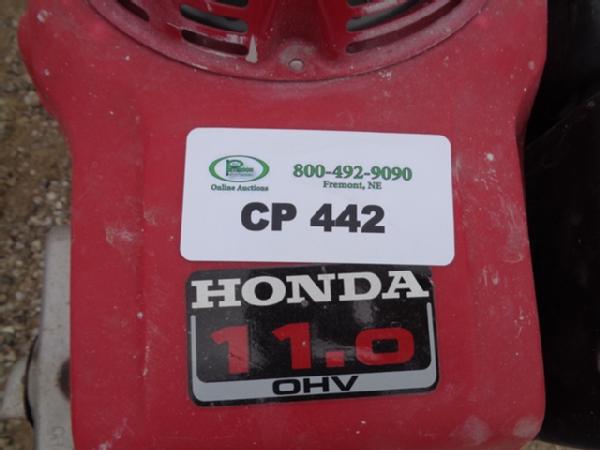 800-492-9090
Online Auctions
Fremont, NE
CP 442
HONDA
11.0
OHV